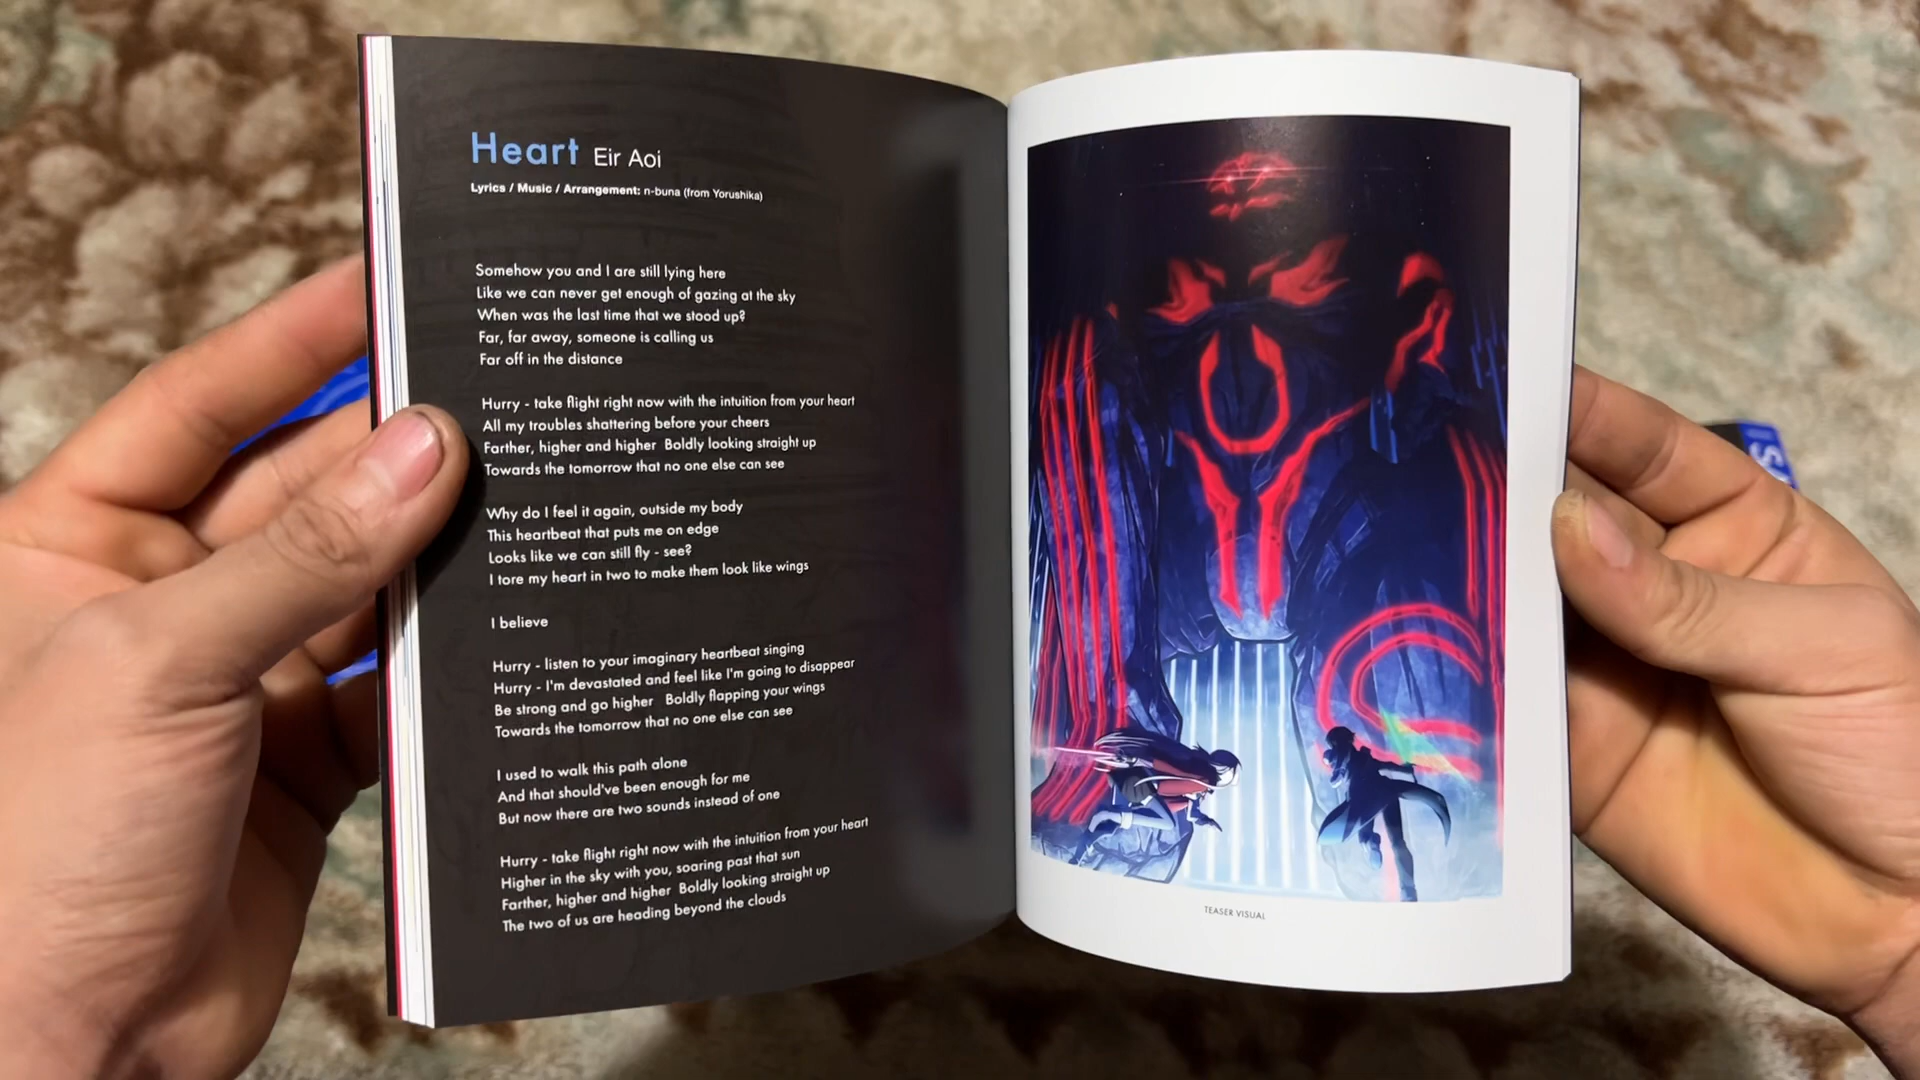 Heart Eir Aoi
Lyrics / Music / Arrangement: n-buna (from Yorushika)
Somehow you and I are still lying here
Like we can never get enough of gazing at the sky
When was the last time that we stood up?
Far, far away, someone is calling us
Far off in the distance
Hurry - take flight right now with the intuition from your heart
All my troubles shattering before your cheers
Farther, higher and higher Boldly looking straight up
Towards the tomorrow that no one else can see
Why do I feel it again, outside my body
This heartbeat that puts me on edge
Looks like we can still fly - see?
I tore my heart in two to make them look like wings
I believe
Hurry - listen to your imaginary heartbeat singing
Hurry - I'm devastated and feel like I'm going to disappear
Be strong and go higher Boldly flapping your wings
Towards the tomorrow that no one else can see
I used to walk this path alone
And that should've been enough for me
But now there are two sounds instead of one
Hurry - take flight right now with the intuition from your heart
Higher in the sky with you, soaring past that sun
Farther, higher and higher Boldly looking straight up
The two of us are heading beyond the clouds
TEASER VISUAL